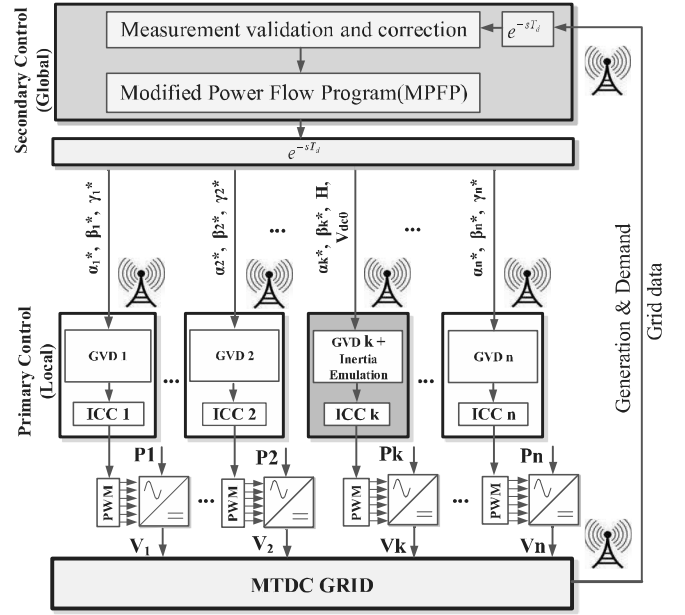 Secondary Control
(Global)
Measurement validation and correction
e^{-sT_d}
Modified Power Flow Program(MPFP)
e^{-sT_d}
α₁*, β₁*, γ₁*
α2*, β2*, γ2*
...
αk*, βk*, H,
Vdc0
...
αn*, βn*, γn*
Generation & Demand
Grid data
Primary Control
(Local)
GVD 1
ICC 1
...
GVD 2
ICC 2
GVD k +
Inertia
Emulation
ICC k
...
GVD n
ICC n
P1
P2
Pk
Pn
PWM
...
PWM
PWM
...
PWM
V₁
V₂
Vk
Vn
MTDC GRID